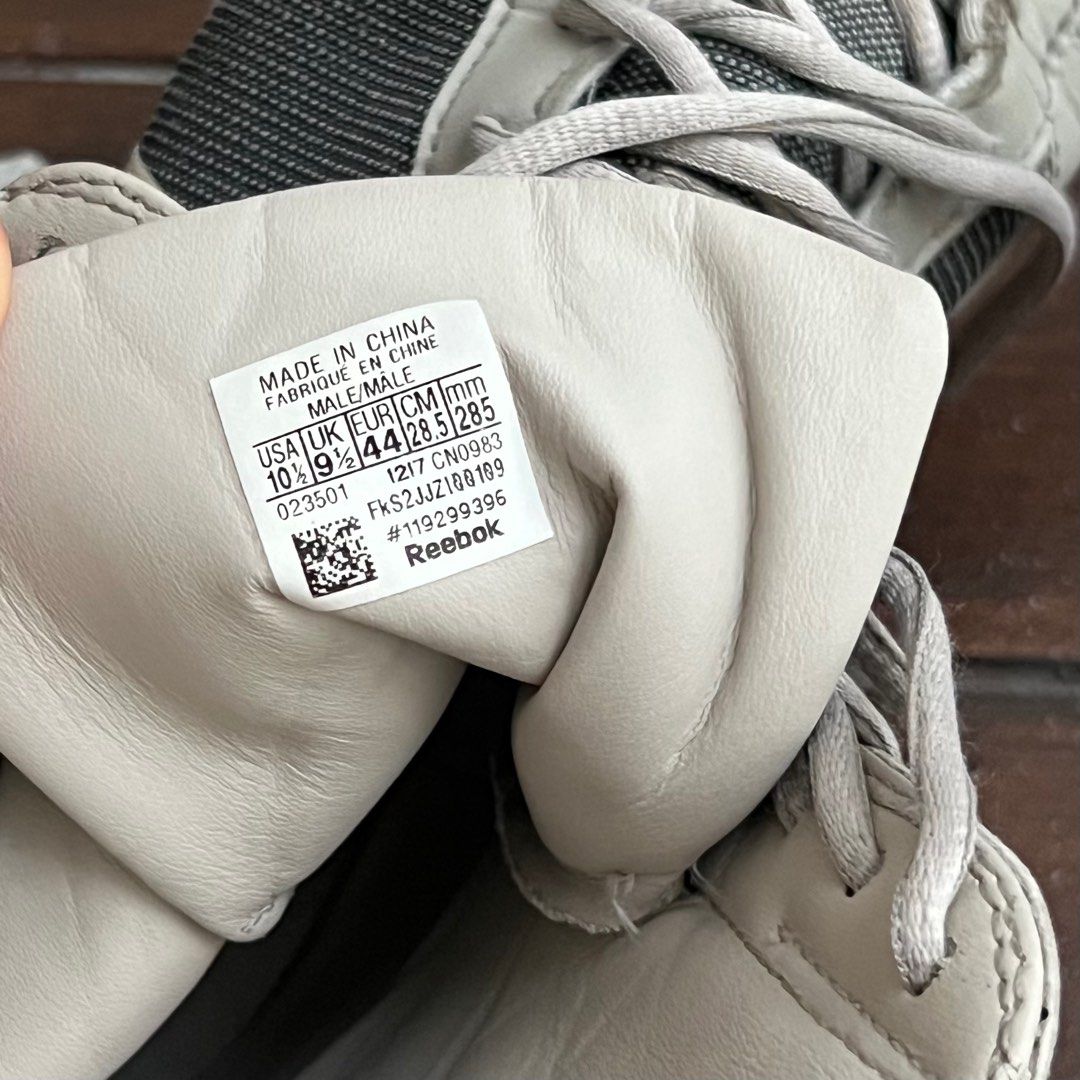 MADE IN CHINA
FABRIQUÉ EN CHINE
MALE/MÂLE
USA UK EUR CM mm
10½ 9½ 44 28.5 285
023501 1217 CN0983
FkS2JJZ100109
#119299396
Reebok